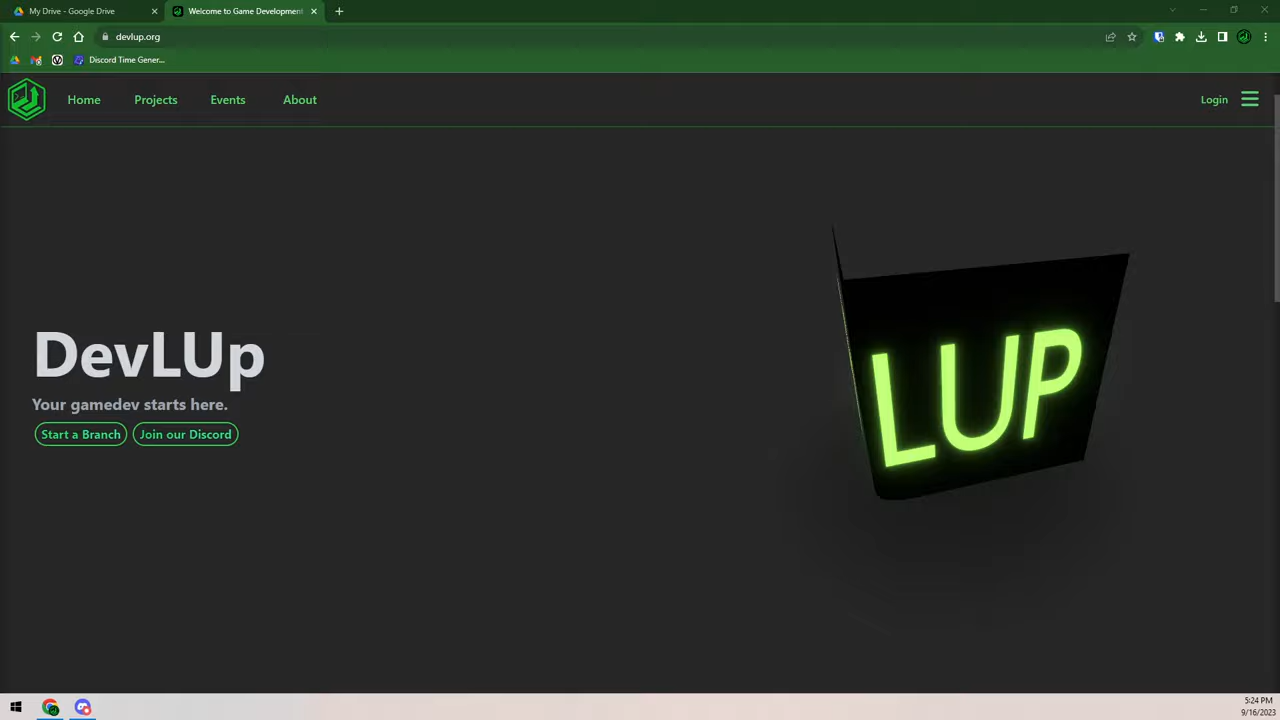 My Drive - Google Drive
Welcome to Game Development
devlup.org
Discord Time Gener...
Home
Projects
Events
About
Login
LUP
DevLUp
Your gamedev starts here.
Start a Branch
Join our Discord
5:24 PM
9/16/2023